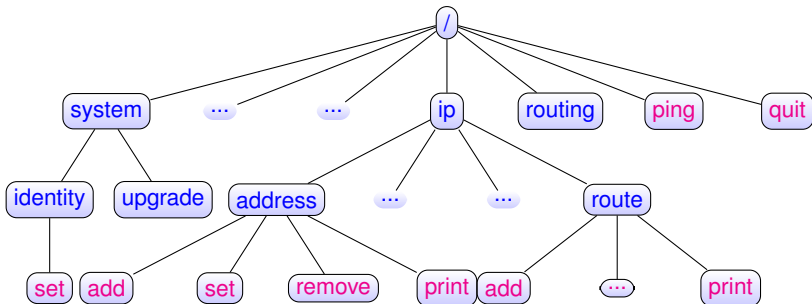 /
system ... ... ip routing ping quit
identity upgrade address ... ... route
set add set remove print add ... print